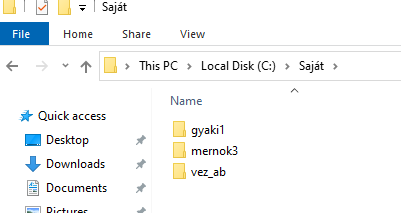 Saját
File Home Share View
This PC > Local Disk (C:) > Saját >
Quick access
Desktop
Downloads
Documents
Pictures
Name
gyaki1
mernok3
vez_ab